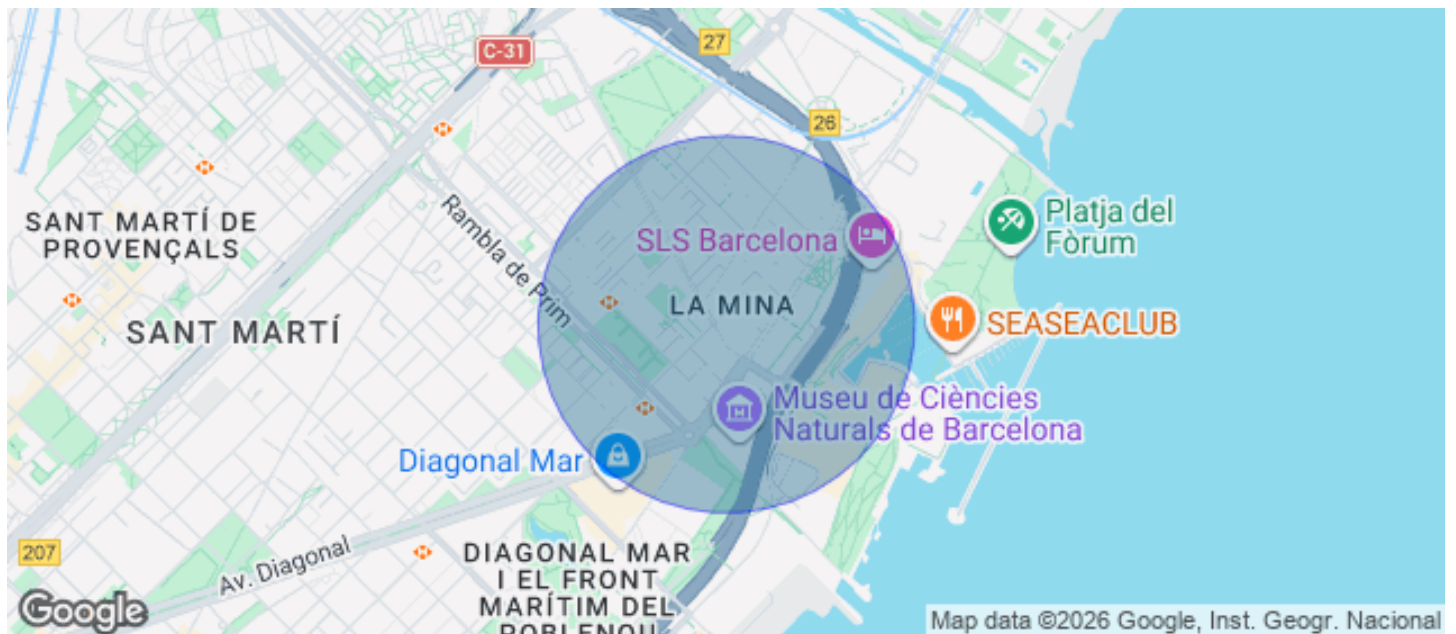 C-31
27
26
SANT MARTÍ DE
PROVENÇALS
Rambla de Prim
SLS Barcelona
Platja del
Fòrum
LA MINA
SANT MARTÍ
SEASEACLUB
Museu de Ciències
Naturals de Barcelona
Diagonal Mar
207
Av. Diagonal
DIAGONAL MAR
I EL FRONT
MARÍTIM DEL
POBLENOU
Google
Map data ©2026 Google, Inst. Geogr. Nacional